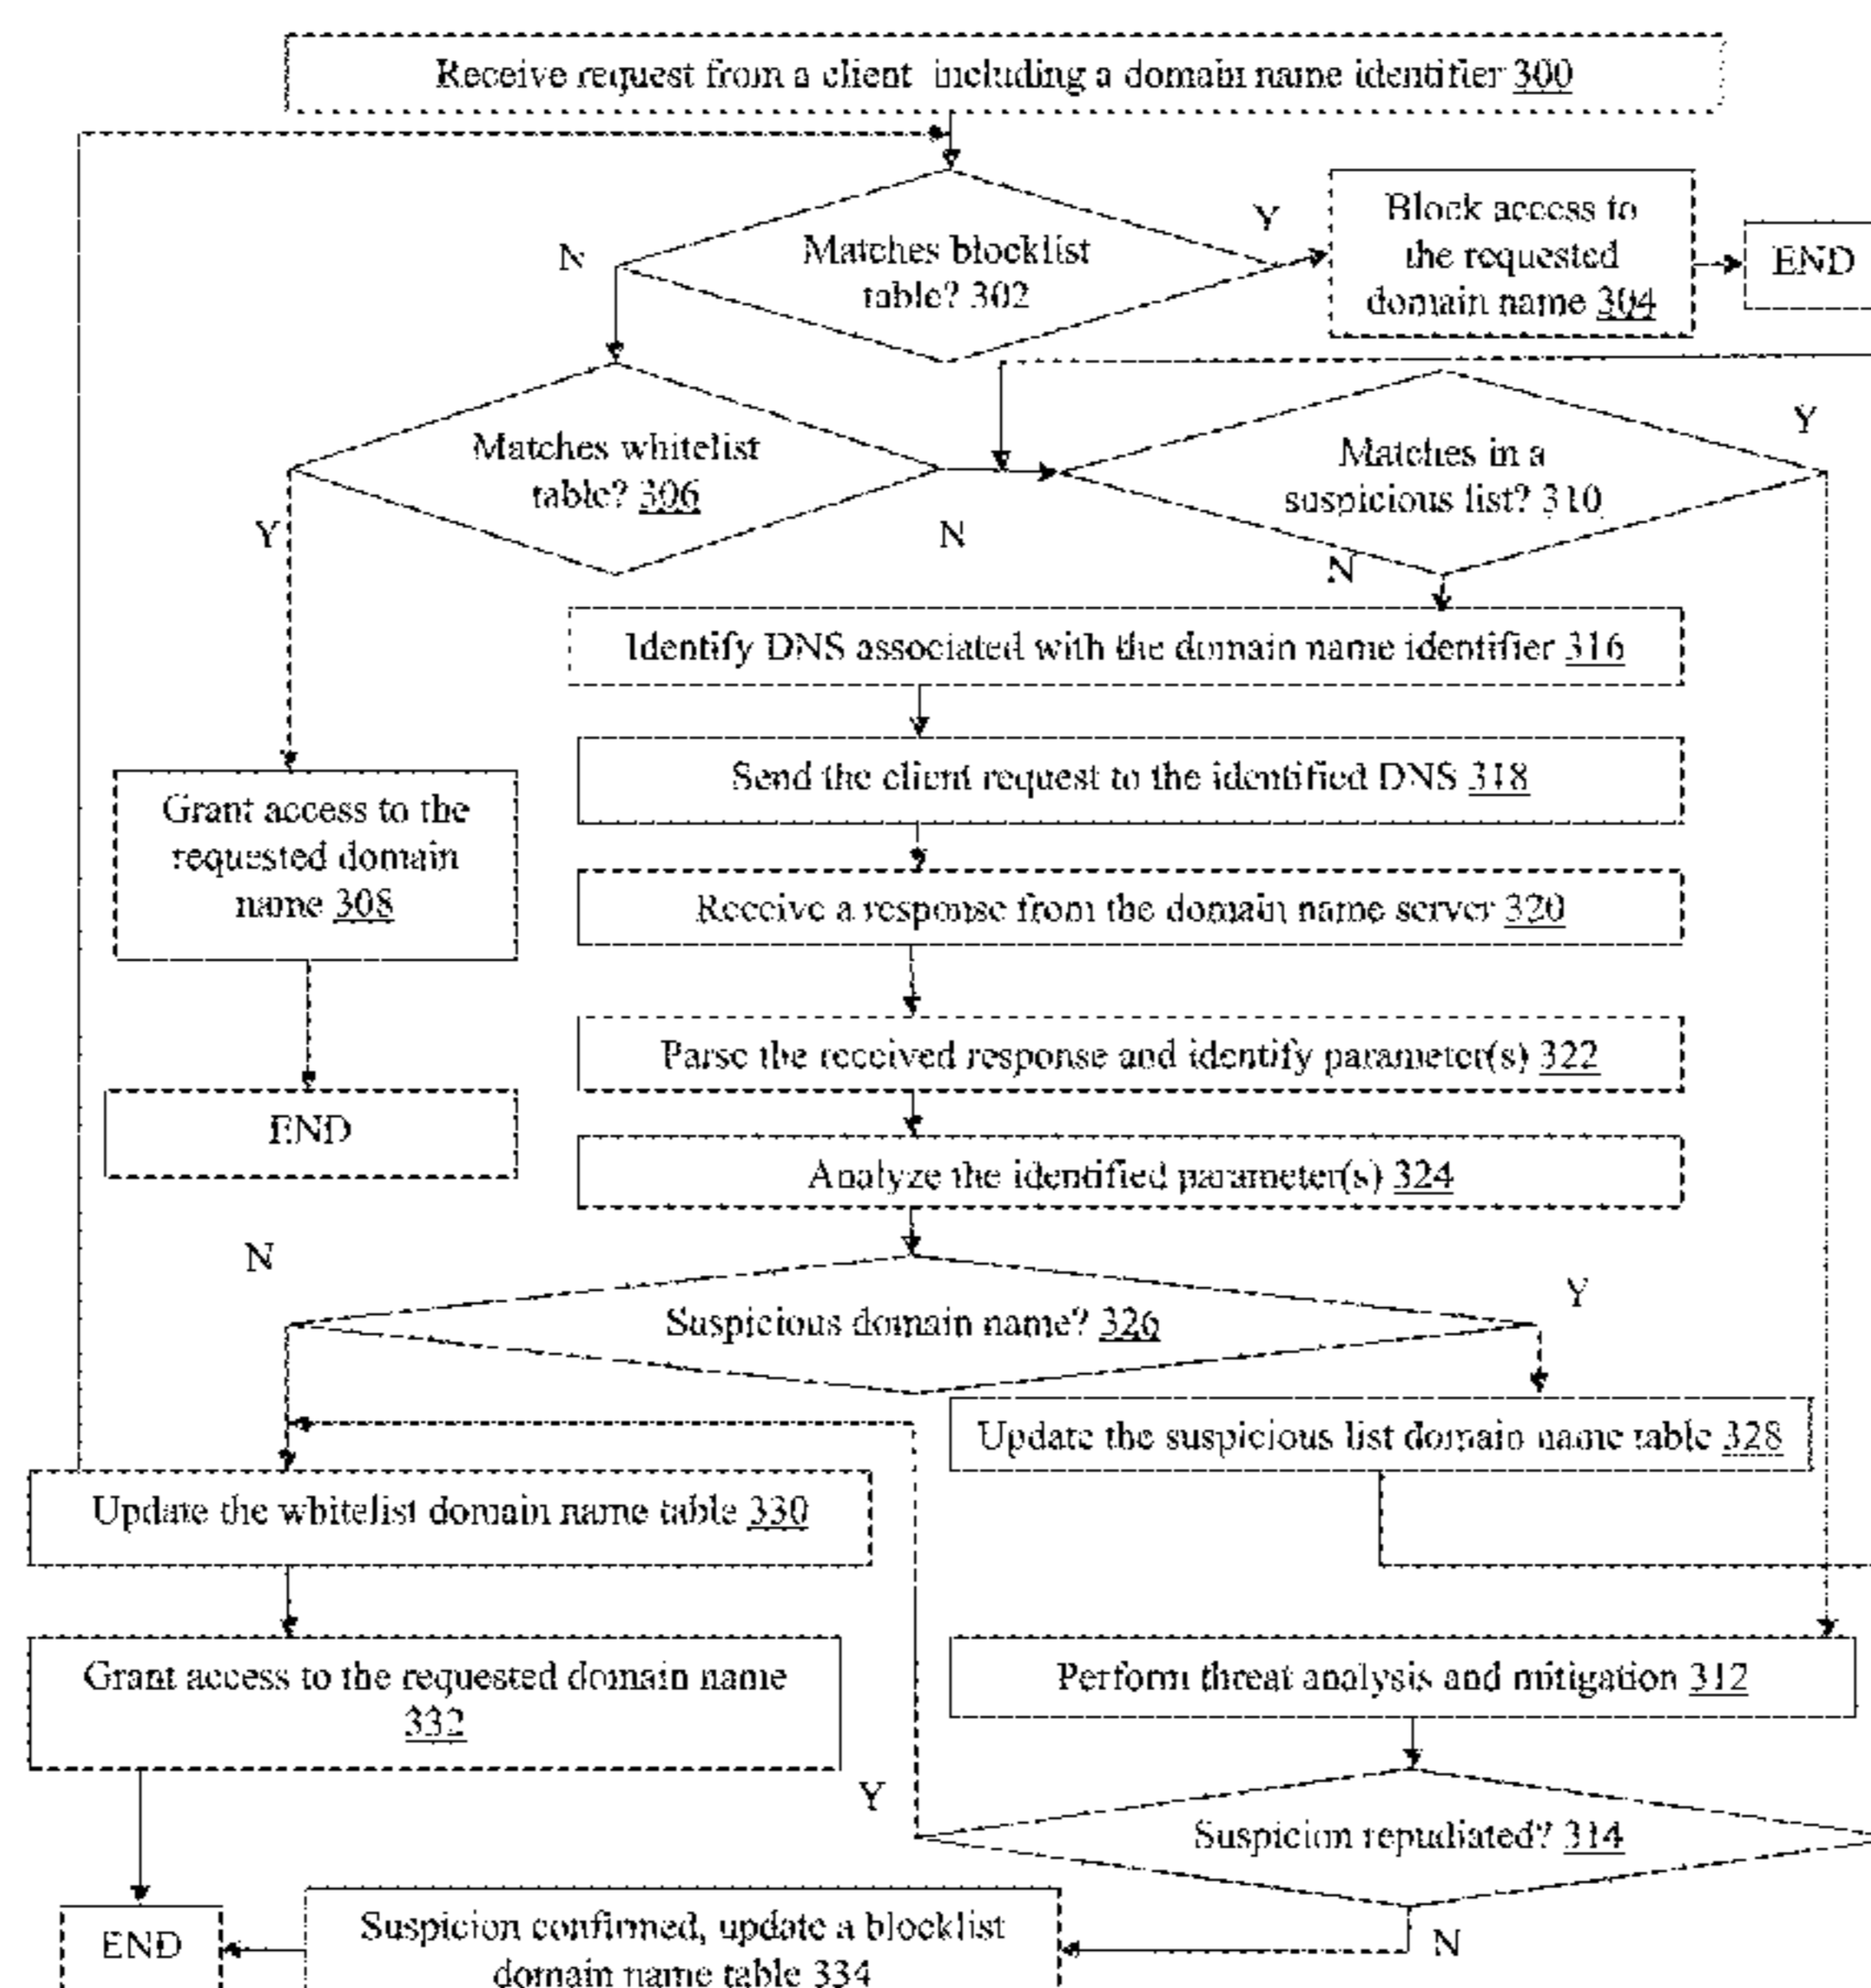 Receive request from a client including a domain name identifier 300
N
Matches blocklist
table? 302
Y
Block access to
the requested
domain name 304
END
Matches whitelist
table? 306
Y
N
Matches in a
suspicious list? 310
Y
N
Identify DNS associated with the domain name identifier 316
Send the client request to the identified DNS 318
Grant access to the
requested domain
name 308
Receive a response from the domain name server 320
Parse the received response and identify parameter(s) 322
END
Analyze the identified parameter(s) 324
N
Suspicious domain name? 326
Y
Update the suspicious list domain name table 328
Update the whitelist domain name table 330
Grant access to the requested domain name
332
Perform threat analysis and mitigation 312
Y
Suspicion repudiated? 314
N
END
Suspicion confirmed, update a blocklist
domain name table 334